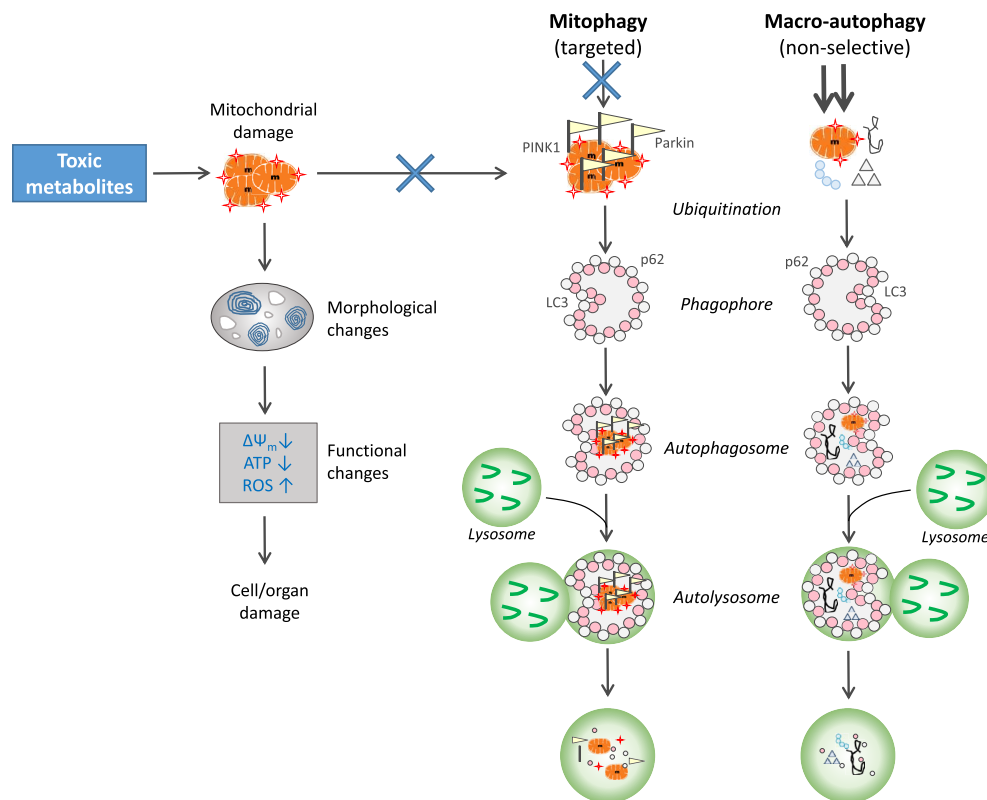 Mitophagy
(targeted)
Macro-autophagy
(non-selective)
Mitochondrial
damage
Toxic
metabolites
m
m
m
PINK1
Parkin
m
m
m
m
Ubiquitination
p62
LC3
Phagophore
p62
LC3
Morphological
changes
ΔΨm↓
ATP ↓
ROS ↑
Functional
changes
Autophagosome
m
Lysosome
Lysosome
Cell/organ
damage
Autolysosome
m
m
m